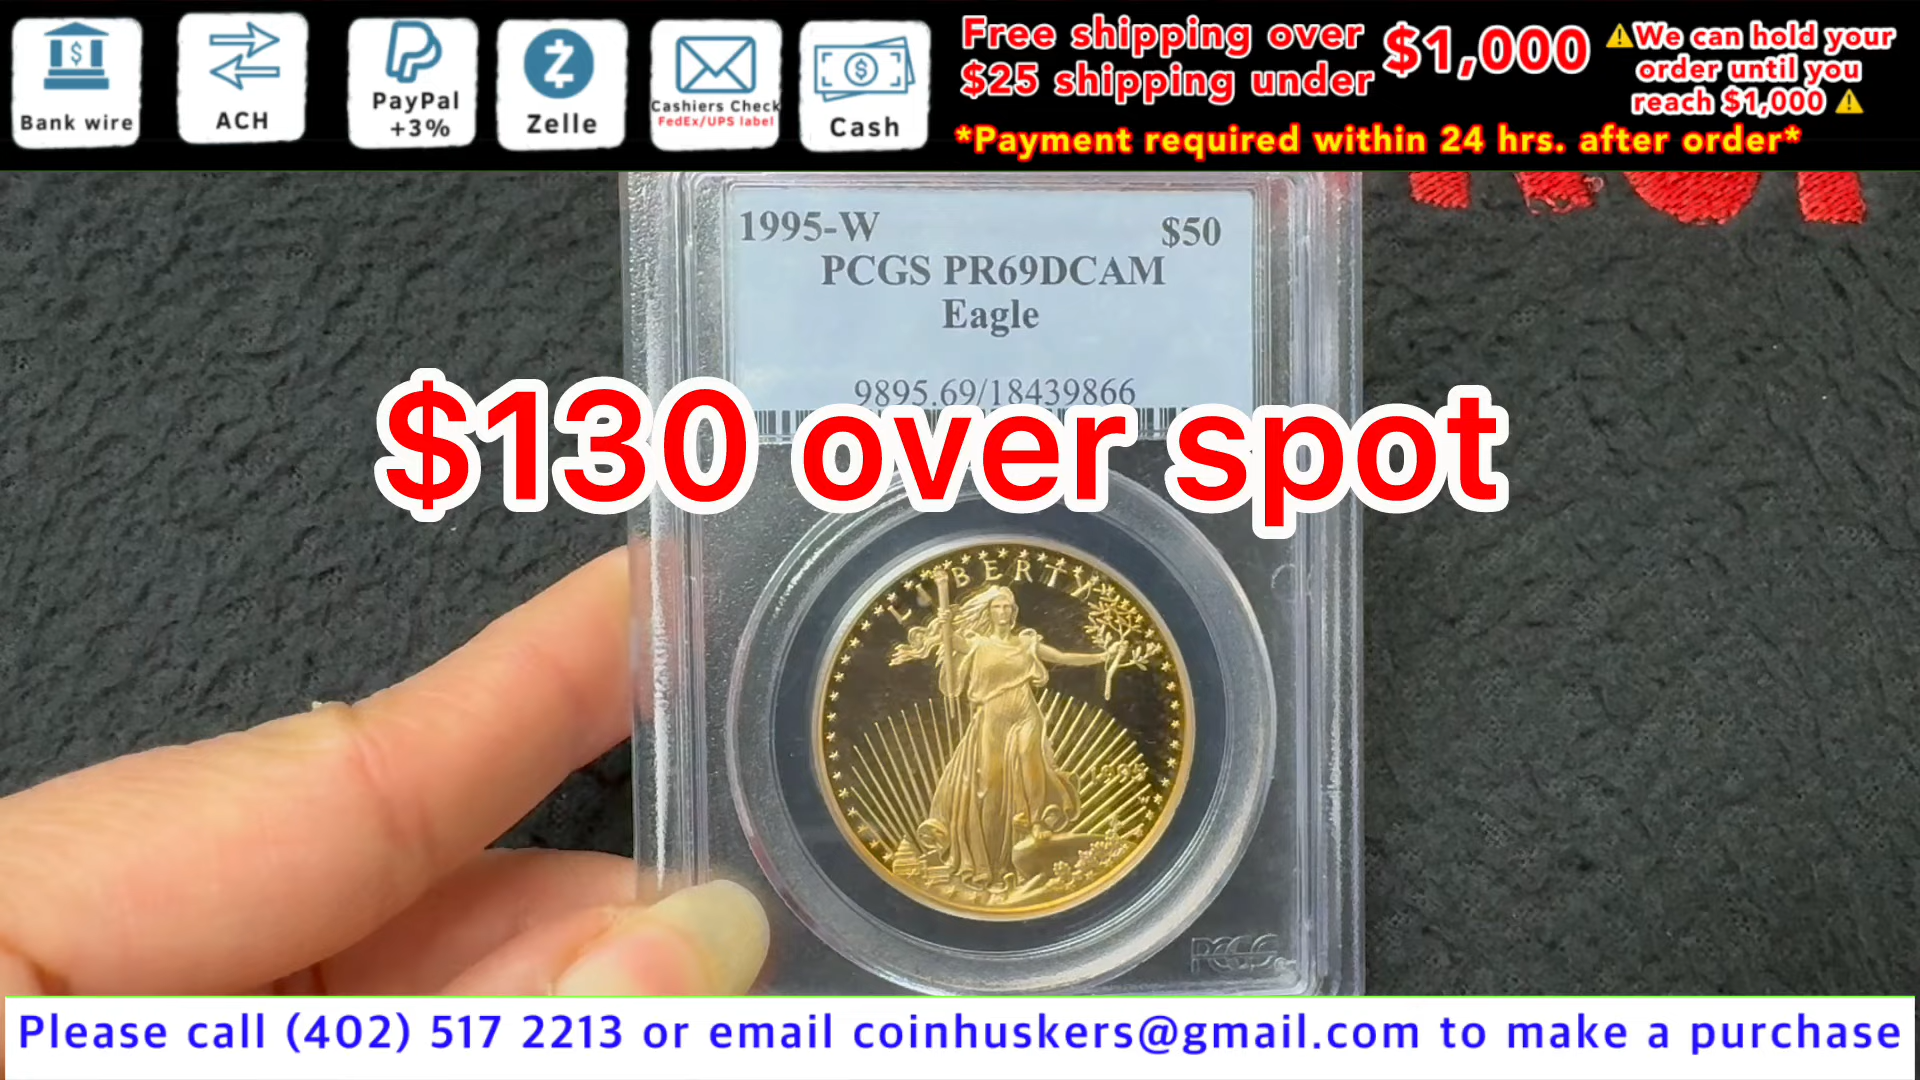 Bank wire
ACH
PayPal
+3%
Zelle
Cashiers Check
FedEx/UPS label
Cash
Free shipping over
$25 shipping under
$1,000
⚠We can hold your
order until you
reach $1,000 ⚠
*Payment required within 24 hrs. after order*
1995-W $50
PCGS PR69DCAM
Eagle
9895.69/18439866
$130 over spot
LIBERTY
1995
W
PCGS
Please call (402) 517 2213 or email coinhuskers@gmail.com to make a purchase